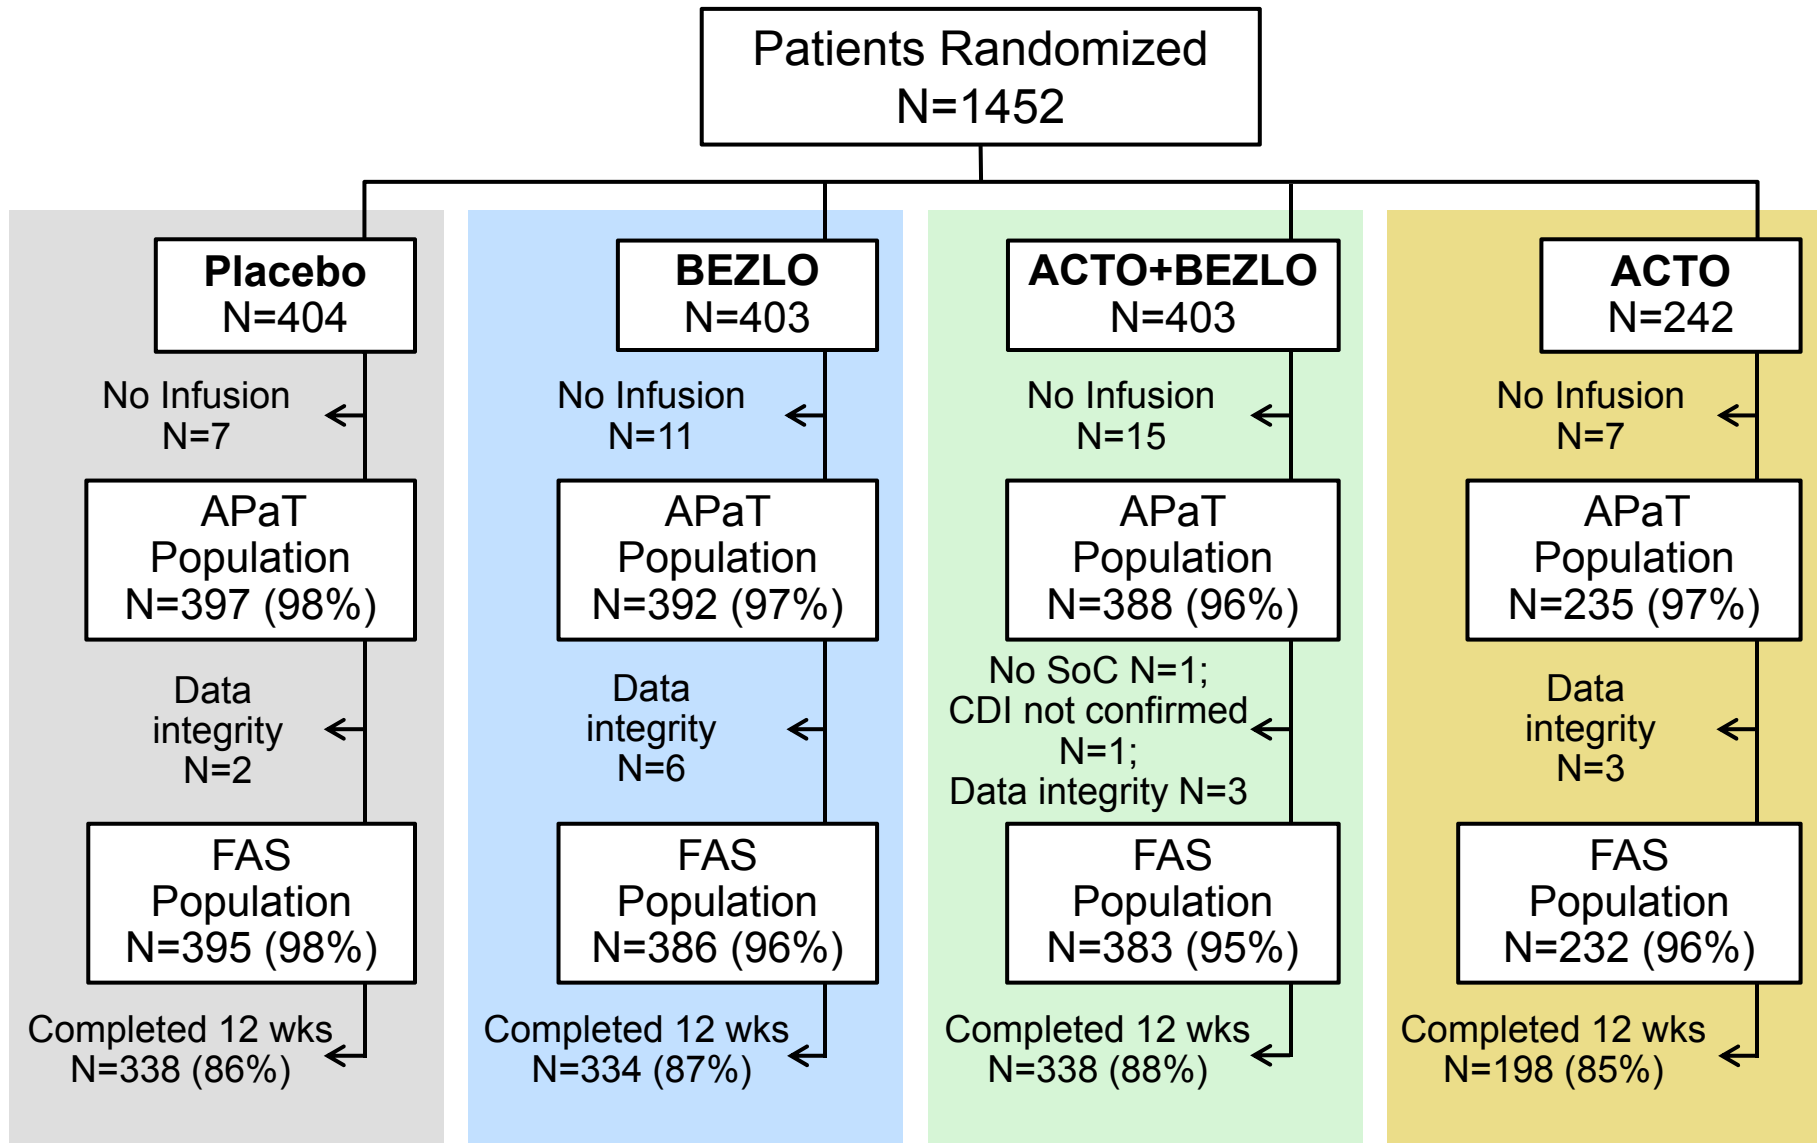 Patients Randomized
N=1452
Placebo
N=404
No Infusion
N=7
APaT
Population
N=397 (98%)
Data
integrity
N=2
FAS
Population
N=395 (98%)
Completed 12 wks
N=338 (86%)
BEZLO
N=403
No Infusion
N=11
APaT
Population
N=392 (97%)
Data
integrity
N=6
FAS
Population
N=386 (96%)
Completed 12 wks
N=334 (87%)
ACTO+BEZLO
N=403
No Infusion
N=15
APaT
Population
N=388 (96%)
No SoC N=1;
CDI not confirmed
N=1;
Data integrity N=3
FAS
Population
N=383 (95%)
Completed 12 wks
N=338 (88%)
ACTO
N=242
No Infusion
N=7
APaT
Population
N=235 (97%)
Data
integrity
N=3
FAS
Population
N=232 (96%)
Completed 12 wks
N=198 (85%)